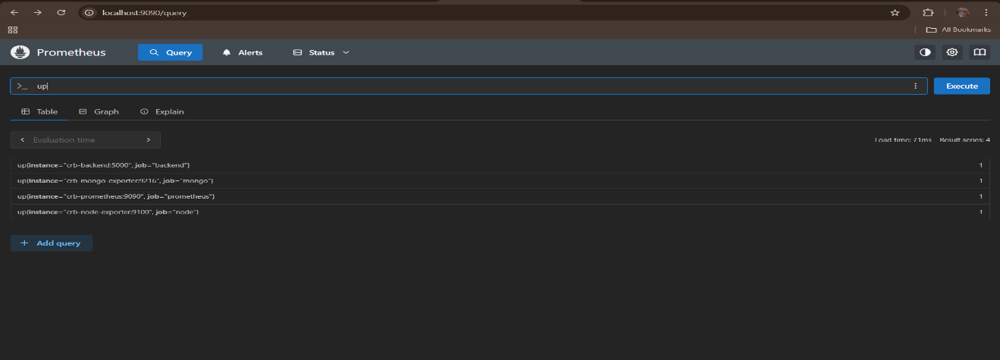 localhost:9090/query
All Bookmarks
Prometheus Query Alerts Status
>_ up Execute
Table Graph Explain
Evaluation time Load time: 71ms Result series: 4
up{instance="crb-backend:5000", job="backend"} 1
up{instance="crb-mongo-exporter:9216", job="mongo"} 1
up{instance="crb-prometheus:9090", job="prometheus"} 1
up{instance="crb-node-exporter:9100", job="node"} 1
+ Add query